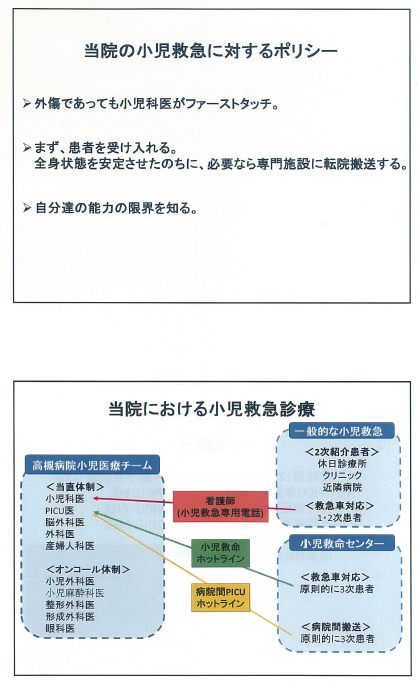 当院の小児救急に対するポリシー
➢外傷であっても小児科医がファーストタッチ。
➢まず、患者を受け入れる。
全身状態を安定させたのちに、必要なら専門施設に転院搬送する。
➢自分達の能力の限界を知る。
当院における小児救急診療
高槻病院小児医療チーム
＜当直体制＞
小児科医
PICU医
脳外科医
外科医
産婦人科医
＜オンコール体制＞
小児外科医
小児麻酔科医
整形外科医
形成外科医
眼科医
看護師
(小児救急専用電話)
小児救命
ホットライン
病院間PICU
ホットライン
一般的な小児救急
＜2次紹介患者＞
休日診療所
クリニック
近隣病院
＜救急車対応＞
1・2次患者
小児救命センター
＜救急車対応＞
原則的に3次患者
＜病院間搬送＞
原則的に3次患者